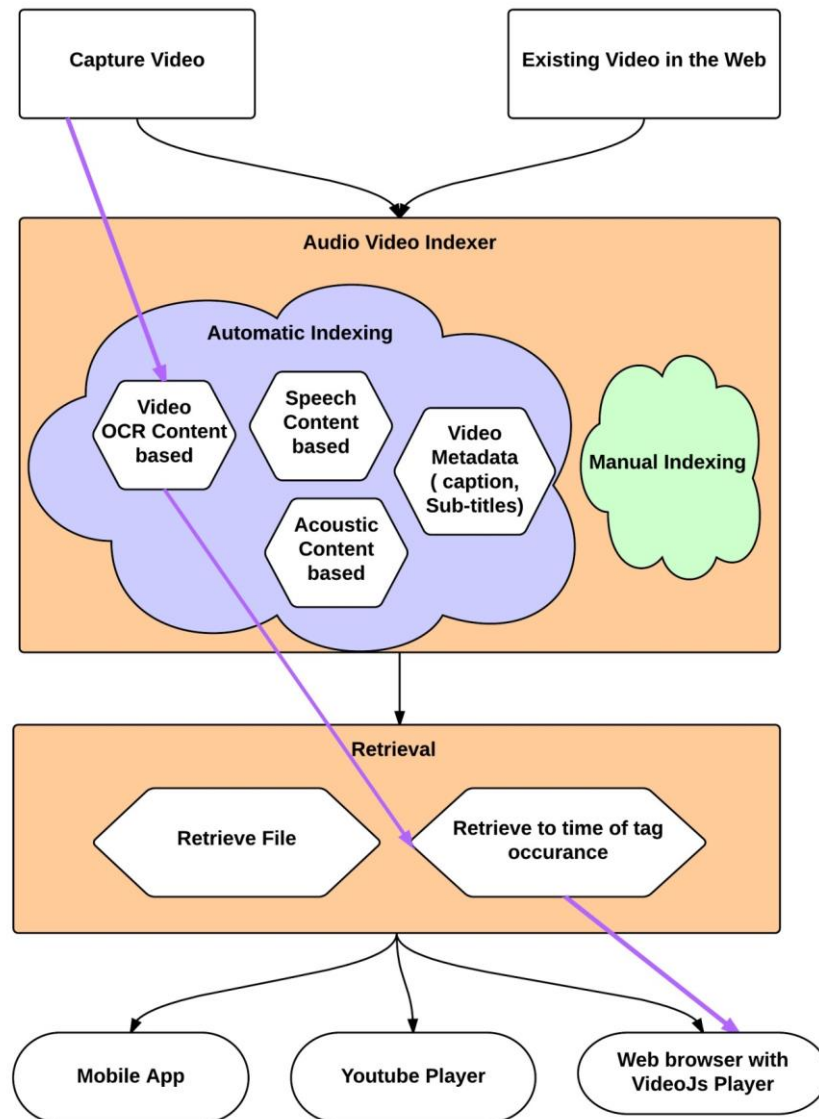 Capture Video
Existing Video in the Web
Audio Video Indexer
Automatic Indexing
Video
OCR Content
based
Speech
Content
based
Video
Metadata
( caption,
Sub-titles)
Acoustic
Content
based
Manual Indexing
Retrieval
Retrieve File
Retrieve to time of tag
occurance
Mobile App
Youtube Player
Web browser with
VideoJs Player